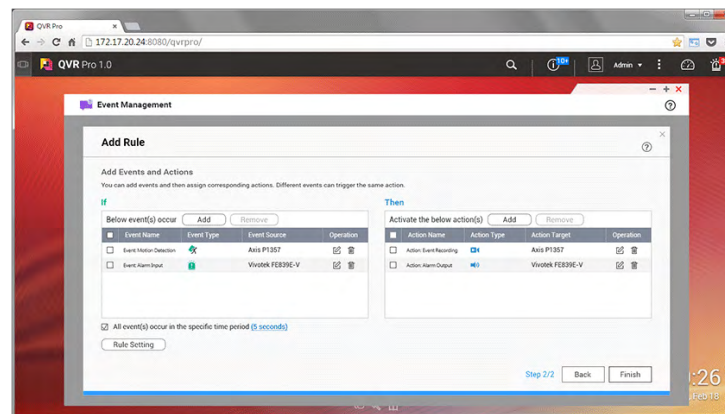 QVR Pro
172.17.20.24:8080/qvrpro/
QVR Pro 1.0
10+
Admin
Event Management
Add Rule
Add Events and Actions
You can add events and then assign corresponding actions. Different events can trigger the same action.
If
Then
Below event(s) occur Add Remove
Activate the below action(s) Add Remove
Event Name Event Type Event Source Operation
Action Name Action Type Action Target Operation
Event Motion Detection Axis P1357
Action: Event Recording Axis P1357
Event Alarm Input Vivotek FE839E-V
Action: Alarm Output Vivotek FE839E-V
All event(s) occur in the specific time period (5 seconds)
Rule Setting
Step 2/2 Back Finish
:26
Feb 18